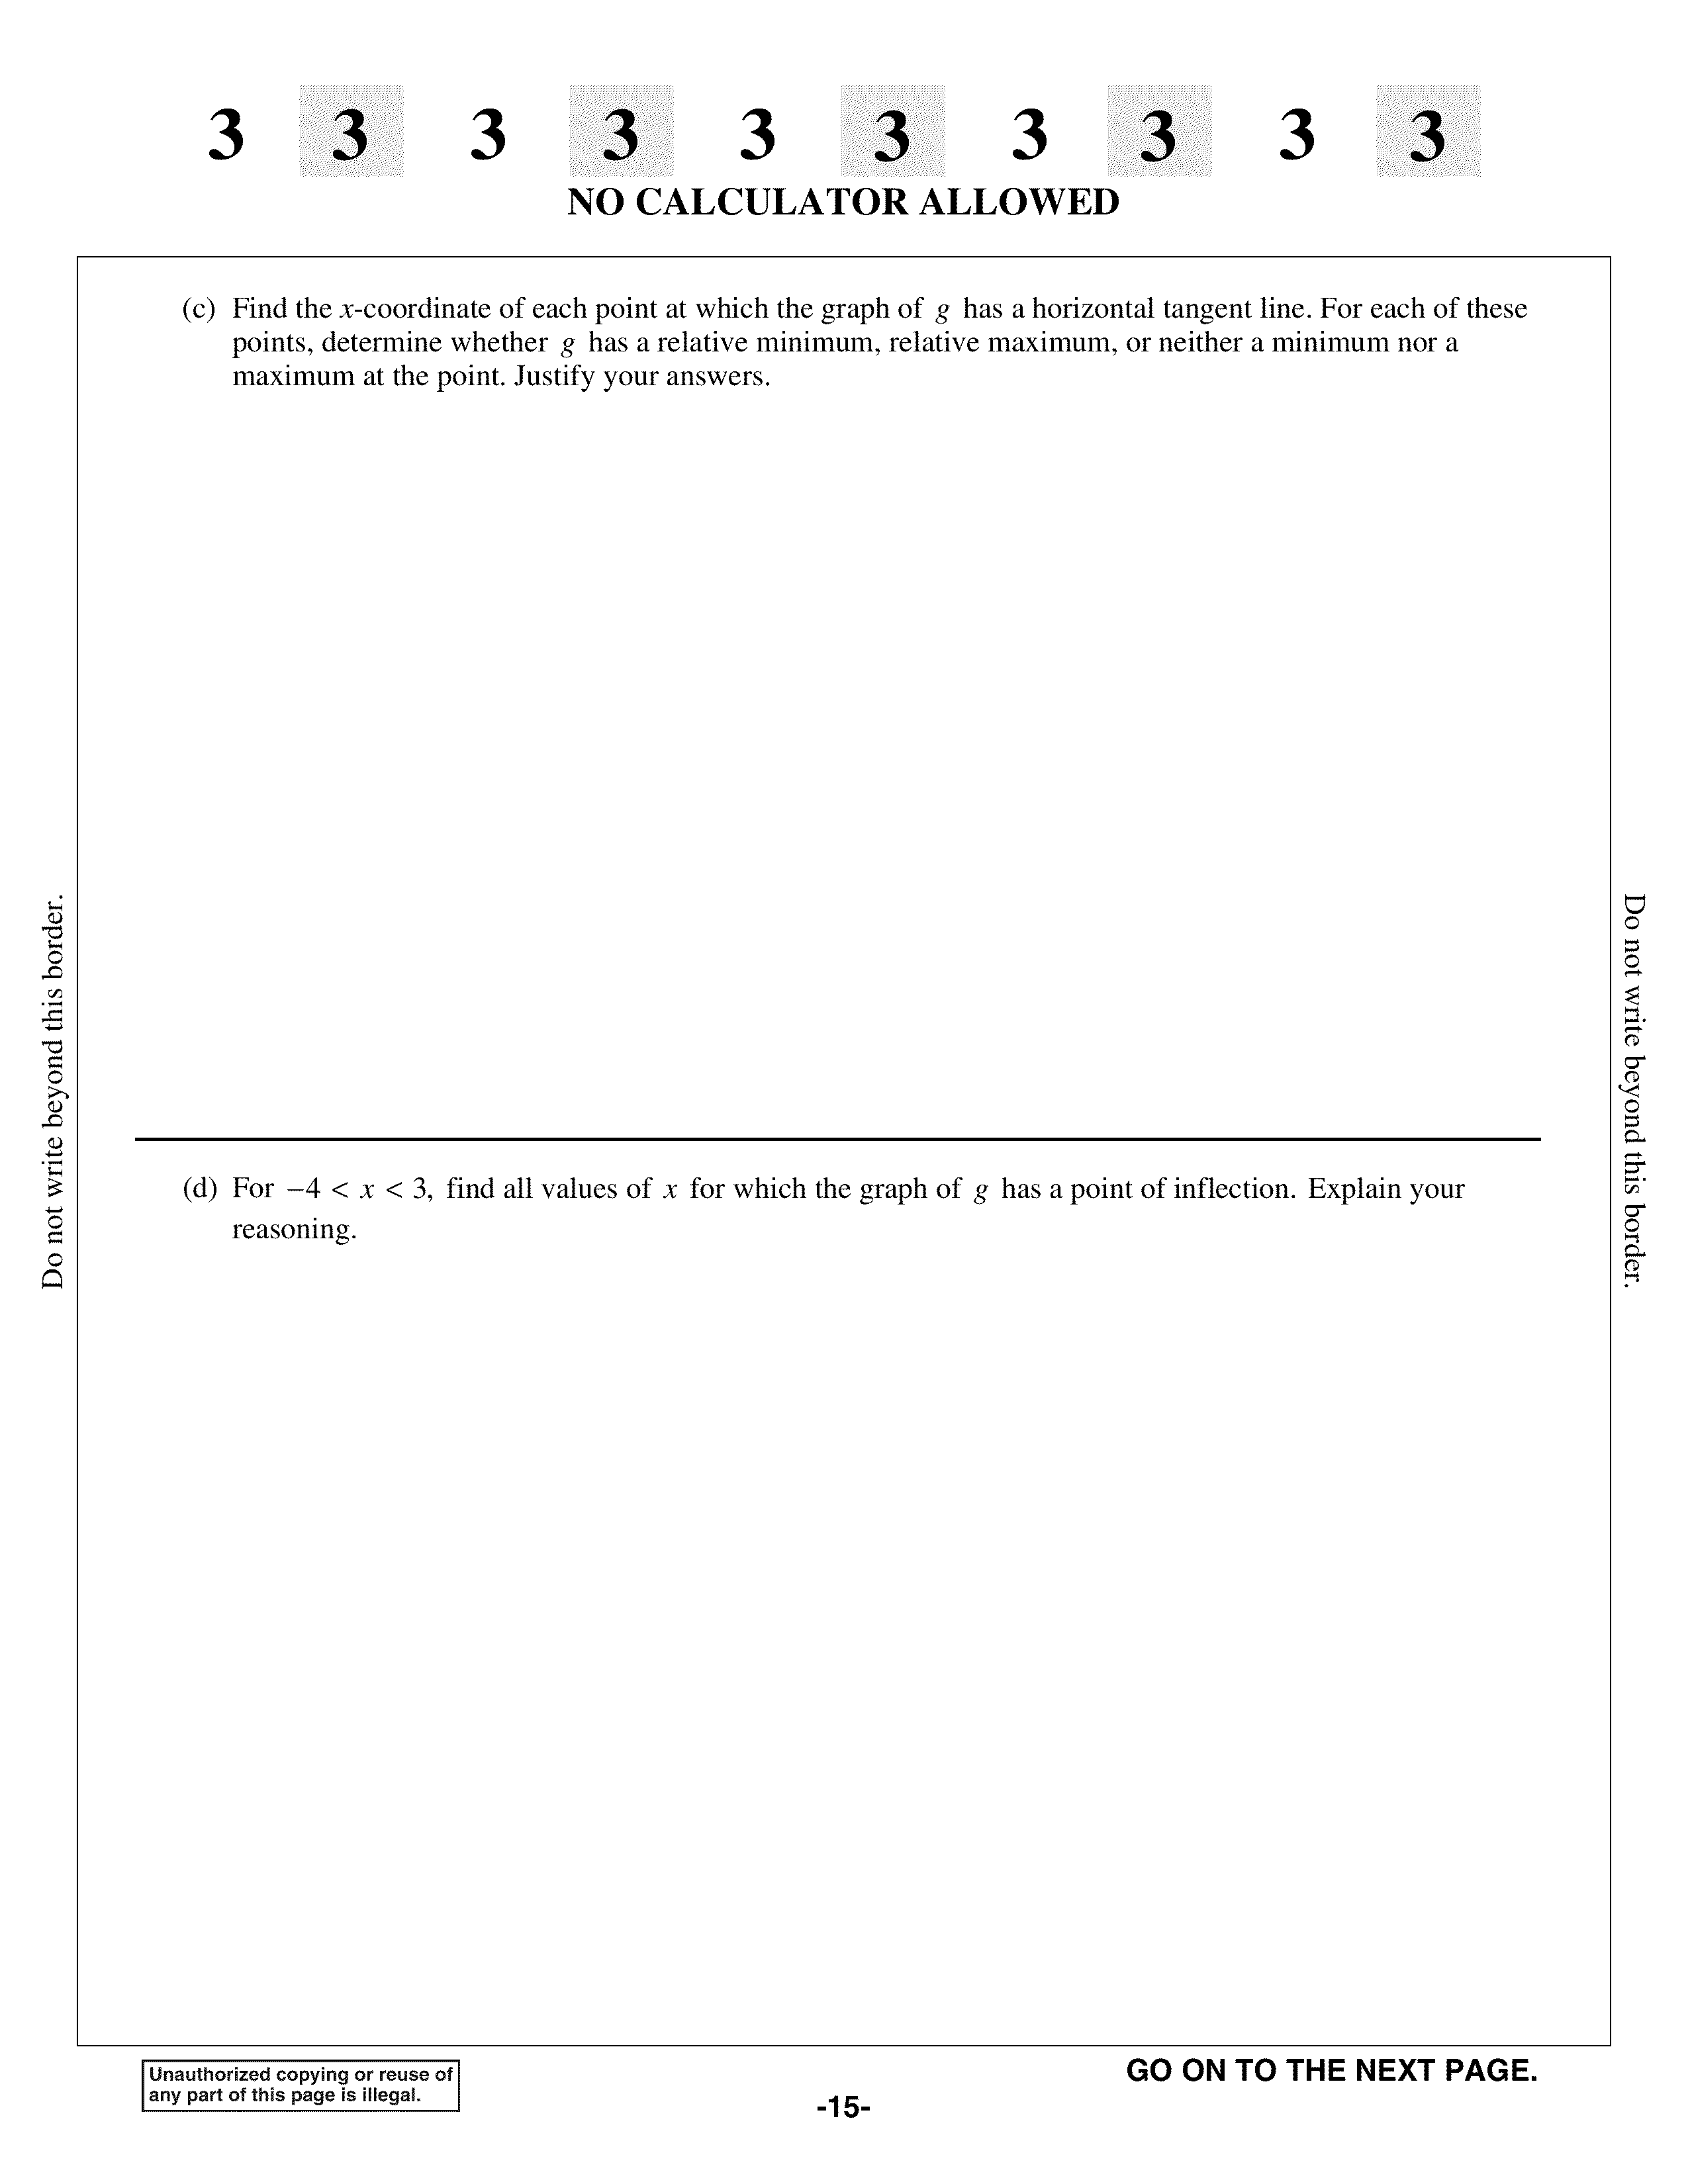 3 3 3 3 3 3 3 3 3 3
NO CALCULATOR ALLOWED
(c) Find the x-coordinate of each point at which the graph of g has a horizontal tangent line. For each of these
points, determine whether g has a relative minimum, relative maximum, or neither a minimum nor a
maximum at the point. Justify your answers.
Do not write beyond this border.
Do not write beyond this border.
(d) For −4 < x < 3, find all values of x for which the graph of g has a point of inflection. Explain your
reasoning.
Unauthorized copying or reuse of
any part of this page is illegal.
GO ON TO THE NEXT PAGE.
-15-